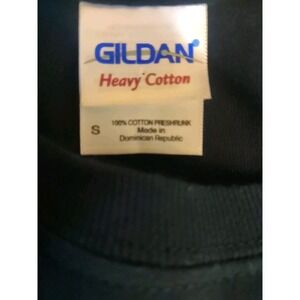 GILDAN®
Heavy Cotton
S
100% COTTON PRESHRUNK
Made in
Dominican Republic